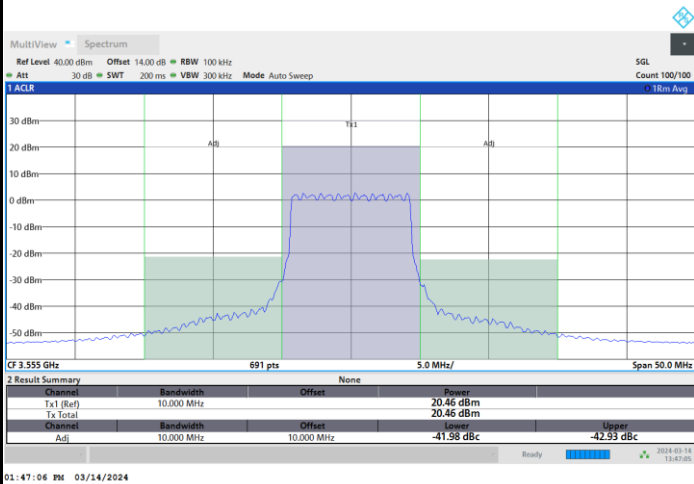 MultiView Spectrum
Ref Level 40.00 dBm Offset 14.00 dB RBW 100 kHz SGL
Att 30 dB SWT 200 ms VBW 300 kHz Mode Auto Sweep Count 100/100
1 ACLR 1Rm Avg
30 dBm
Tx1
20 dBm Adj Adj
10 dBm
0 dBm
-10 dBm
-20 dBm
-30 dBm
-40 dBm
-50 dBm
CF 3.555 GHz 691 pts 5.0 MHz/ Span 50.0 MHz
2 Result Summary None
Channel Bandwidth Offset Power
Tx1 (Ref) 10.000 MHz 20.46 dBm
Tx Total 20.46 dBm
Channel Bandwidth Offset Lower Upper
Adj 10.000 MHz 10.000 MHz -41.98 dBc -42.93 dBc
Ready 2024-03-14
13:47:05
01:47:06 PM 03/14/2024